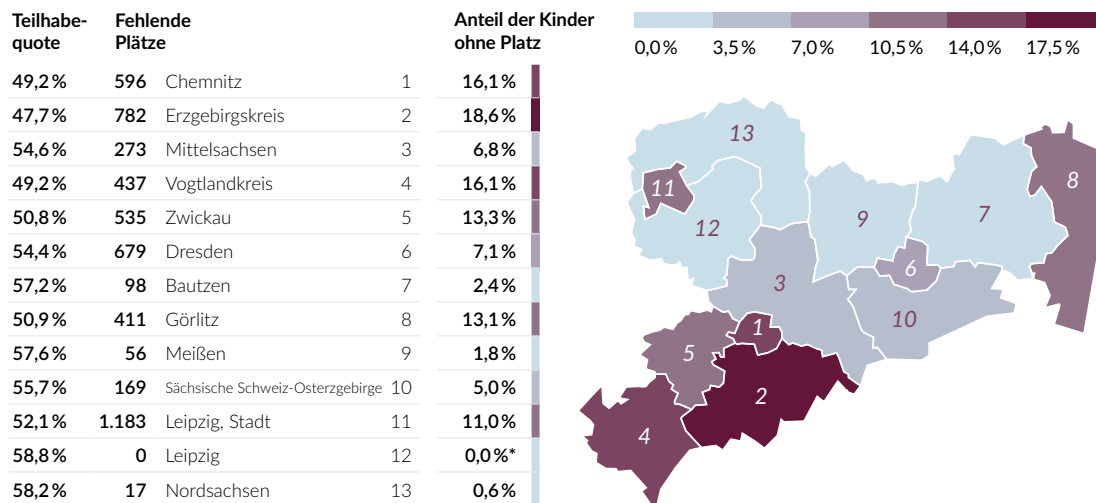 Teilhabe-
quote
Fehlende
Plätze
Anteil der Kinder
ohne Platz
49,2 % 596 Chemnitz 1 16,1 %
47,7 % 782 Erzgebirgskreis 2 18,6 %
54,6 % 273 Mittelsachsen 3 6,8 %
49,2 % 437 Vogtlandkreis 4 16,1 %
50,8 % 535 Zwickau 5 13,3 %
54,4 % 679 Dresden 6 7,1 %
57,2 % 98 Bautzen 7 2,4 %
50,9 % 411 Görlitz 8 13,1 %
57,6 % 56 Meißen 9 1,8 %
55,7 % 169 Sächsische Schweiz-Osterzgebirge 10 5,0 %
52,1 % 1.183 Leipzig, Stadt 11 11,0 %
58,8 % 0 Leipzig 12 0,0 %*
58,2 % 17 Nordsachsen 13 0,6 %
0,0 % 3,5 % 7,0 % 10,5 % 14,0 % 17,5 %
13
8
11
7
9
12
6
3
10
1
5
2
4